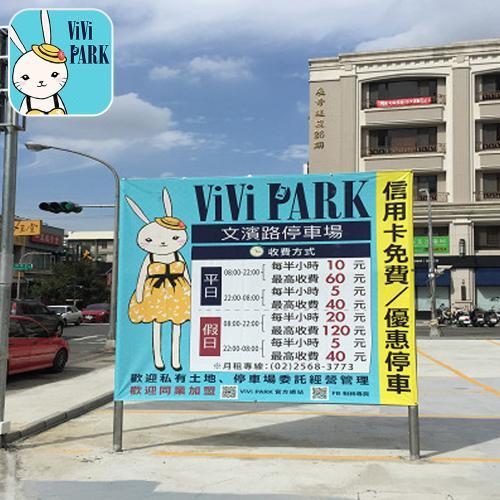 ViVi
PARK
ViVi PARK
文濱路停車場
收費方式
平日
08:00-22:00
每半小時 10 元
最高收費 60 元
22:00-08:00
每半小時 5 元
最高收費 40 元
假日
08:00-22:00
每半小時 20 元
最高收費 120 元
22:00-08:00
每半小時 5 元
最高收費 40 元
※月租專線:(02)2568-3773
歡迎私有土地、停車場委託經營管理
歡迎同業加盟
ViVi PARK 官方網站
FB 粉絲專頁
信用卡免費/優惠停車